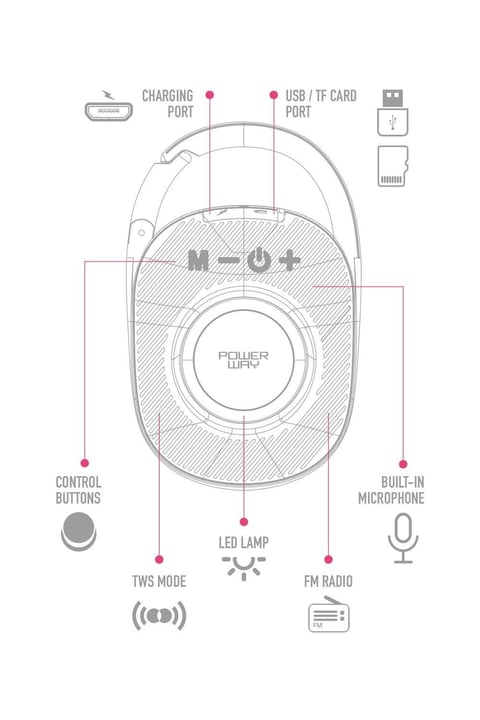 CHARGING
PORT
USB / TF CARD
PORT
M
POWER
WAY
CONTROL
BUTTONS
BUILT-IN
MICROPHONE
LED LAMP
TWS MODE
FM RADIO
FM